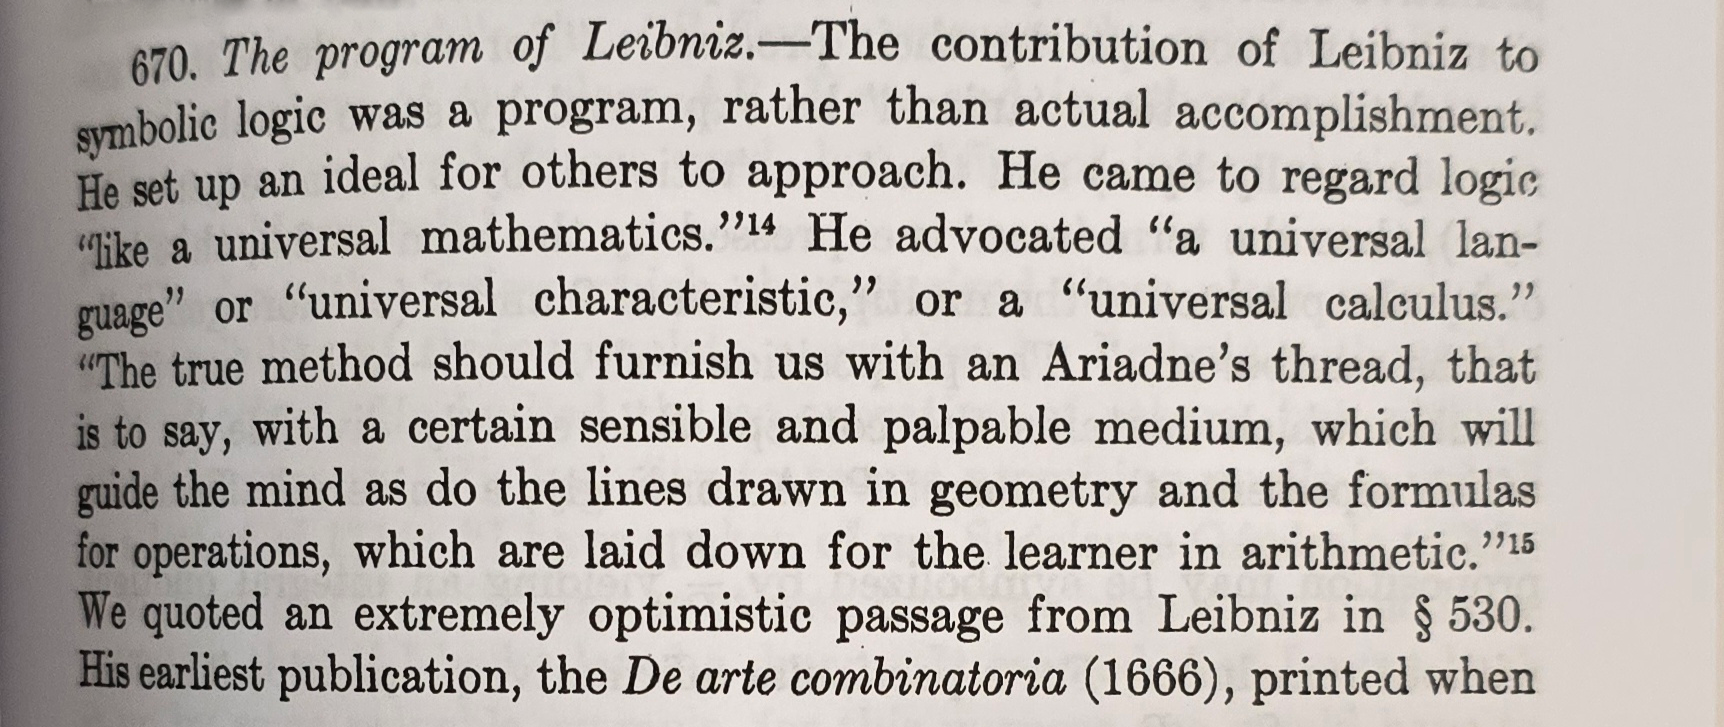 670. The program of Leibniz.—The contribution of Leibniz to
symbolic logic was a program, rather than actual accomplishment.
He set up an ideal for others to approach. He came to regard logic
“like a universal mathematics.”14 He advocated “a universal lan-
guage” or “universal characteristic,” or a “universal calculus.”
“The true method should furnish us with an Ariadne’s thread, that
is to say, with a certain sensible and palpable medium, which will
guide the mind as do the lines drawn in geometry and the formulas
for operations, which are laid down for the learner in arithmetic.”15
We quoted an extremely optimistic passage from Leibniz in § 530.
His earliest publication, the De arte combinatoria (1666), printed when